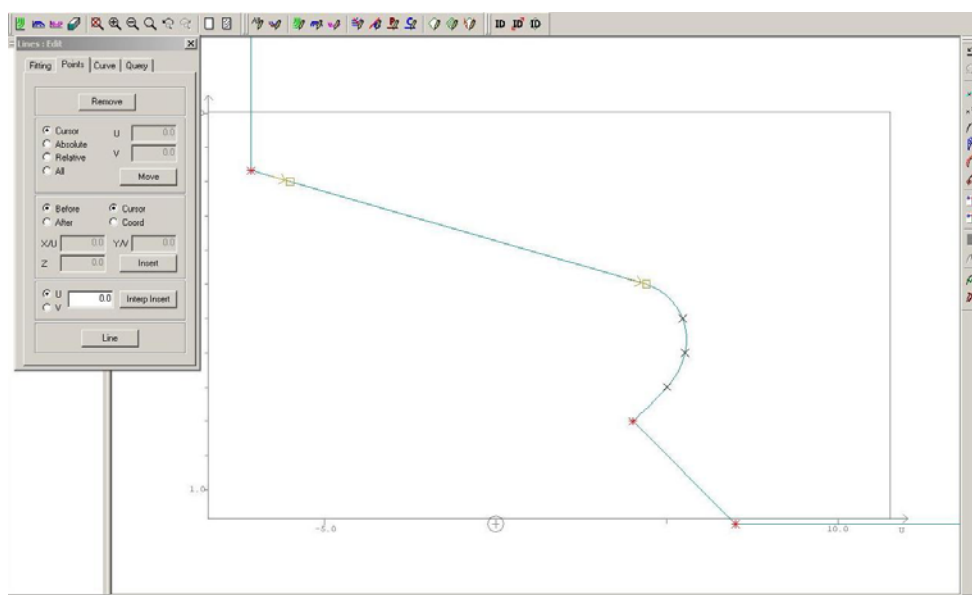 ID ID ID
Lines : Edit
Fitting Points Curve Query
Remove
Cursor U 0.0
Absolute
Relative V 0.0
All Move
Before Cursor
After Coord
X/U 0.0 Y/V 0.0
Z 0.0 Insert
U 0.0 Interp Insert
V
Line
1.0
-5.0 10.0 U